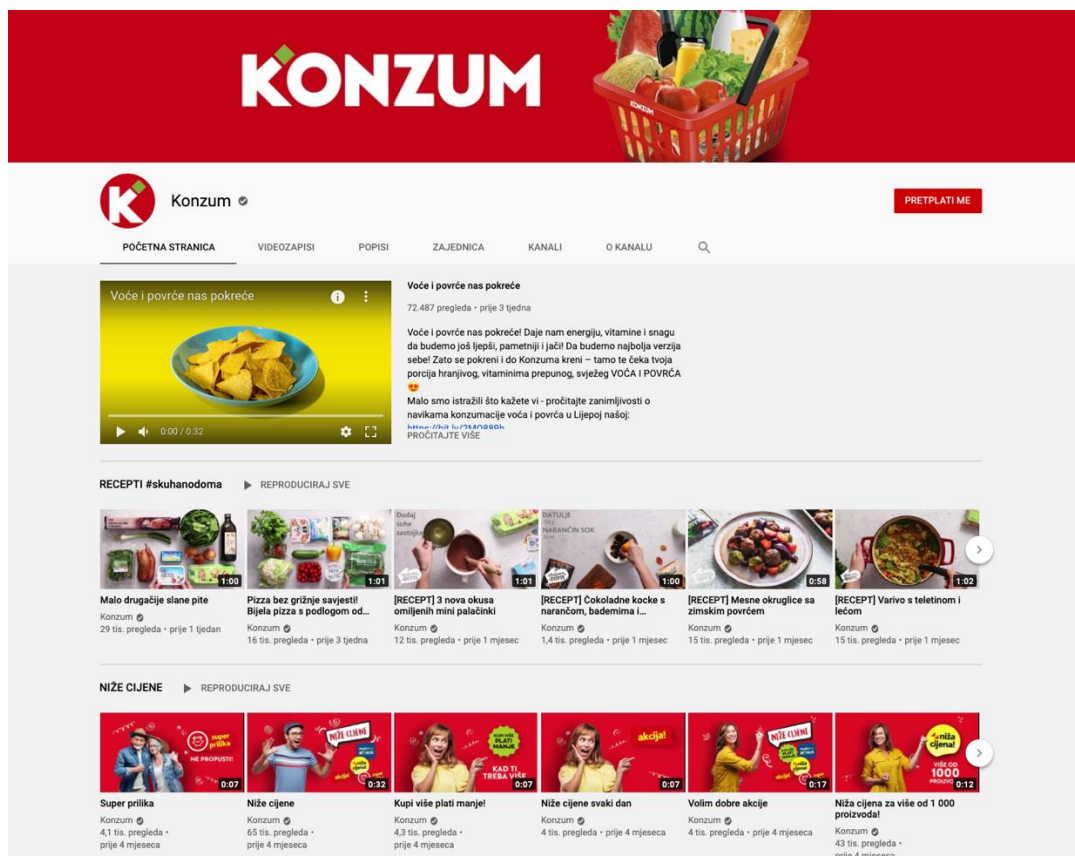 KONZUM
KONZUM
Konzum
PRETPLATI ME
POČETNA STRANICA VIDEOZAPISI POPISI ZAJEDNICA KANALI O KANALU
Voće i povrće nas pokreće
0:00 / 0:32
Voće i povrće nas pokreće
72.487 pregleda • prije 3 tjedna
Voće i povrće nas pokreće! Daje nam energiju, vitamine i snagu
da budemo još ljepši, pametniji i jači! Da budemo najbolja verzija
sebe! Zato se pokreni i do Konzuma kreni – tamo te čeka tvoja
porcija hranjivog, vitaminima prepunog, svježeg VOĆA I POVRĆA
😍
Malo smo istražili što kažete vi - pročitajte zanimljivosti o
navikama konzumacije voća i povrća u Lijepoj našoj:
PROČITAJTE VIŠE
RECEPTI #skuhanodoma REPRODUCIRAJ SVE
1:00
1:01
Dodaj
suhe
sastojke
1:01
DATULJE
NARANČIN SOK
1:00
0:58
1:02
Malo drugačije slane pite
Konzum
29 tis. pregleda • prije 1 tjedan
Pizza bez grižnje savjesti!
Bijela pizza s podlogom od...
Konzum
16 tis. pregleda • prije 3 tjedna
[RECEPT] 3 nova okusa
omiljenih mini palačinki
Konzum
12 tis. pregleda • prije 1 mjesec
[RECEPT] Čokoladne kocke s
narančom, bademima i...
Konzum
1,4 tis. pregleda • prije 1 mjesec
[RECEPT] Mesne okruglice sa
zimskim povrćem
Konzum
15 tis. pregleda • prije 1 mjesec
[RECEPT] Varivo s teletinom i
lećom
Konzum
15 tis. pregleda • prije 1 mjesec
NIŽE CIJENE REPRODUCIRAJ SVE
super
prilika
NE PROPUSTI!
0:07
NIŽE CIJENE
akcija!
0:32
KUPI VIŠE
PLATI
MANJE
KAD TI
TREBA VIŠE
0:07
akcija!
0:07
NIŽE CIJENE
akcija!
0:17
niža
cijena!
VIŠE OD
1000
PROIZVO
0:12
Super prilika
Konzum
4,1 tis. pregleda •
prije 4 mjeseca
Niže cijene
Konzum
65 tis. pregleda •
prije 4 mjeseca
Kupi više plati manje!
Konzum
4,3 tis. pregleda •
prije 4 mjeseca
Niže cijene svaki dan
Konzum
4 tis. pregleda • prije 4 mjeseca
Volim dobre akcije
Konzum
4 tis. pregleda • prije 4 mjeseca
Niža cijena za više od 1 000
proizvoda!
Konzum
43 tis. pregleda •
prije 4 mjeseca